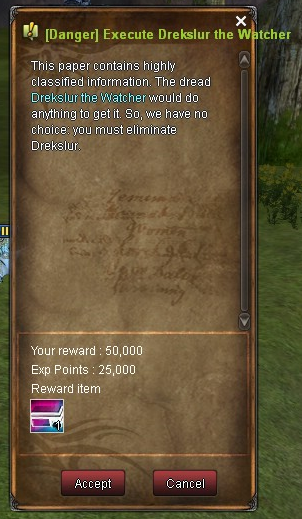 [Danger] Execute Drekslur the Watcher
This paper contains highly
classified information. The dread
Drekslur the Watcher would do
anything to get it. So, we have no
choice: you must eliminate
Drekslur.
Your reward : 50,000
Exp Points : 25,000
Reward item
Accept
Cancel